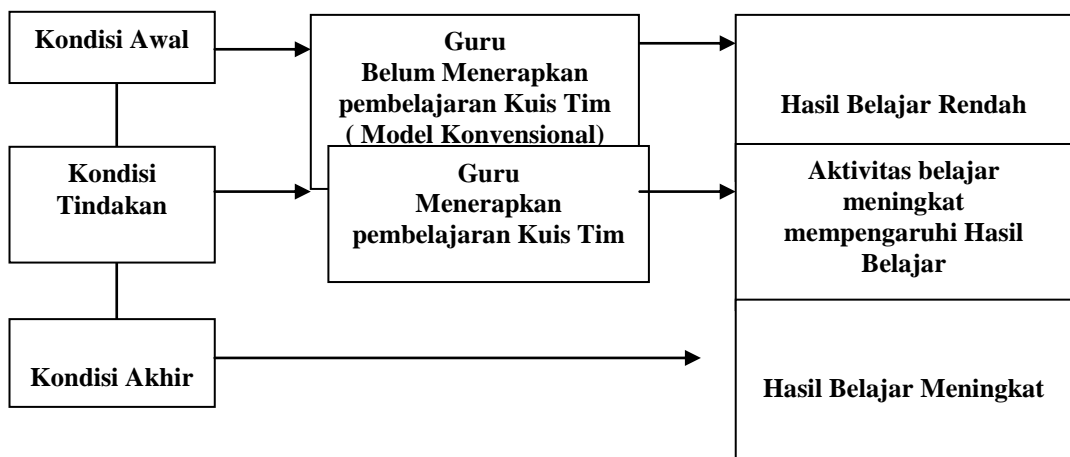 Kondisi Awal
Guru
Belum Menerapkan
pembelajaran Kuis Tim
( Model Konvensional)
Hasil Belajar Rendah
Kondisi
Tindakan
Guru
Menerapkan
pembelajaran Kuis Tim
Aktivitas belajar
meningkat
mempengaruhi Hasil
Belajar
Kondisi Akhir
Hasil Belajar Meningkat